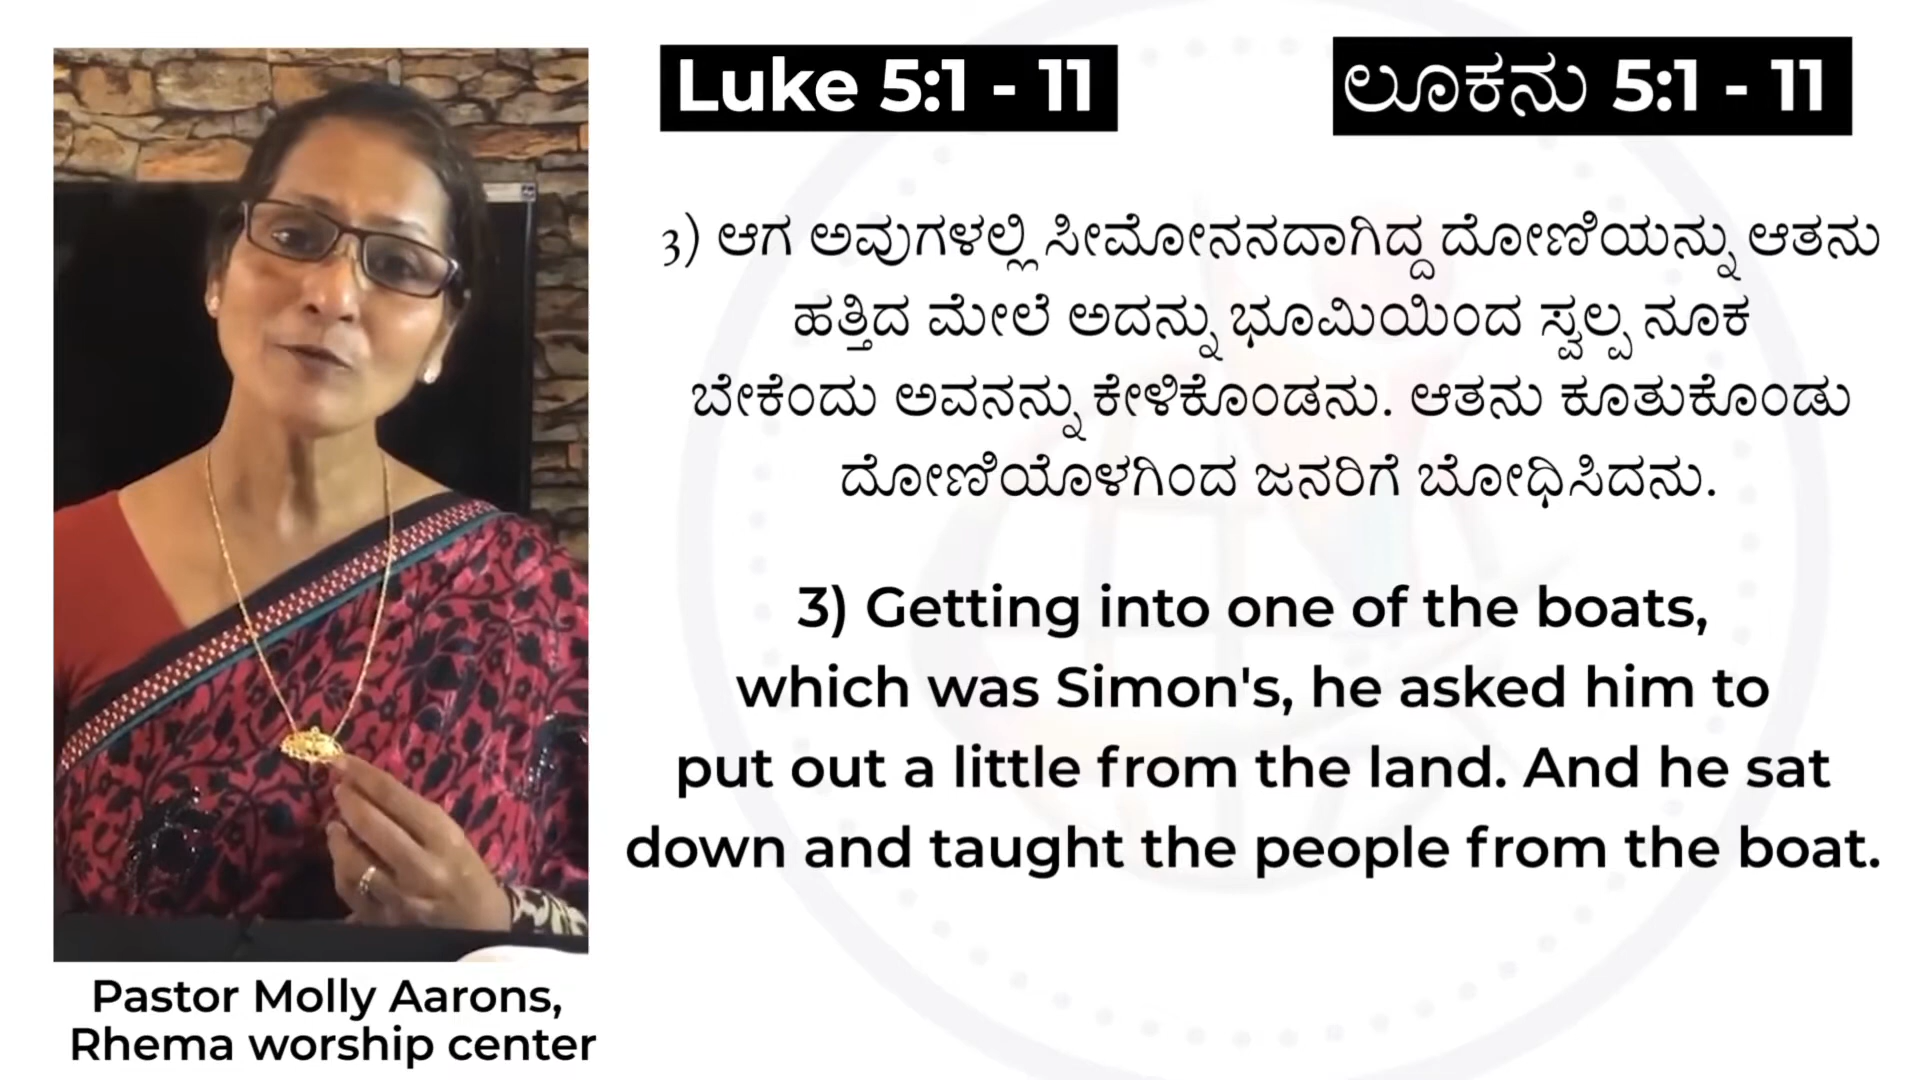 Luke 5:1 - 11
ಲೂಕನು 5:1 - 11
3) ಆಗ ಅವುಗಳಲ್ಲಿ ಸೀಮೋನನದಾಗಿದ್ದ ದೋಣಿಯನ್ನು ಆತನು
ಹತ್ತಿದ ಮೇಲೆ ಅದನ್ನು ಭೂಮಿಯಿಂದ ಸ್ವಲ್ಪ ನೂಕ
ಬೇಕೆಂದು ಅವನನ್ನು ಕೇಳಿಕೊಂಡನು. ಆತನು ಕೂತುಕೊಂಡು
ದೋಣಿಯೊಳಗಿಂದ ಜನರಿಗೆ ಬೋಧಿಸಿದನು.
3) Getting into one of the boats,
which was Simon's, he asked him to
put out a little from the land. And he sat
down and taught the people from the boat.
Pastor Molly Aarons,
Rhema worship center